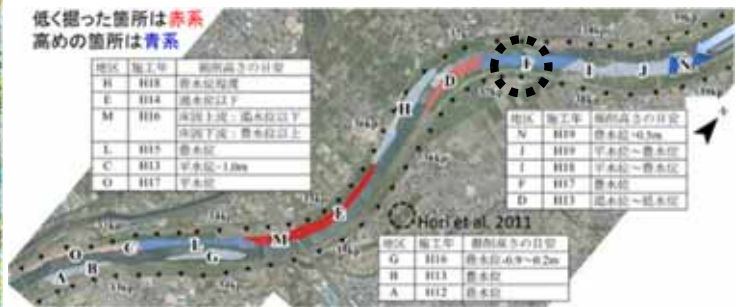 低く掘った箇所は赤系
高めの箇所は青系
地区 施工年 掘削高さの目安
H H18 豊水位程度
E H14 渇水位以下
M H16 床固上流：渇水位以下
床固下流：豊水位以上
L H15 豊水位
C H13 平水位-1.0m
O H17 平水位
地区 施工年 掘削高さの目安
N H19 豊水位+0.5m
J H19 平水位～豊水位
I H18 平水位～豊水位
F H17 豊水位
D H13 渇水位～低水位
Hori et al. 2011
地区 施工年 掘削高さの目安
G H16 豊水位-0.9～0.2m
B H13 豊水位
A H12 豊水位
F
I
J
N
D
H
E
M
L
G
C
O
B
A